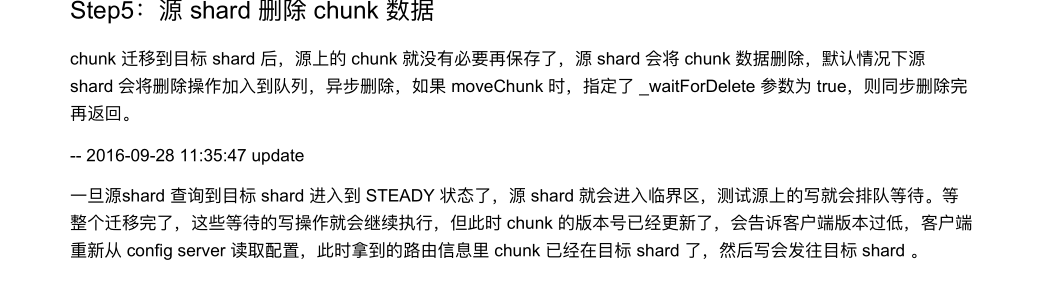 Step5：源 shard 删除 chunk 数据
chunk 迁移到目标 shard 后，源上的 chunk 就没有必要再保存了，源 shard 会将 chunk 数据删除，默认情况下源
shard 会将删除操作加入到队列，异步删除，如果 moveChunk 时，指定了 _waitForDelete 参数为 true，则同步删除完
再返回。
-- 2016-09-28 11:35:47 update
一旦源shard 查询到目标 shard 进入到 STEADY 状态了，源 shard 就会进入临界区，测试源上的写就会排队等待。等
整个迁移完了，这些等待的写操作就会继续执行，但此时 chunk 的版本号已经更新了，会告诉客户端版本过低，客户端
重新从 config server 读取配置，此时拿到的路由信息里 chunk 已经在目标 shard 了，然后写会发往目标 shard 。